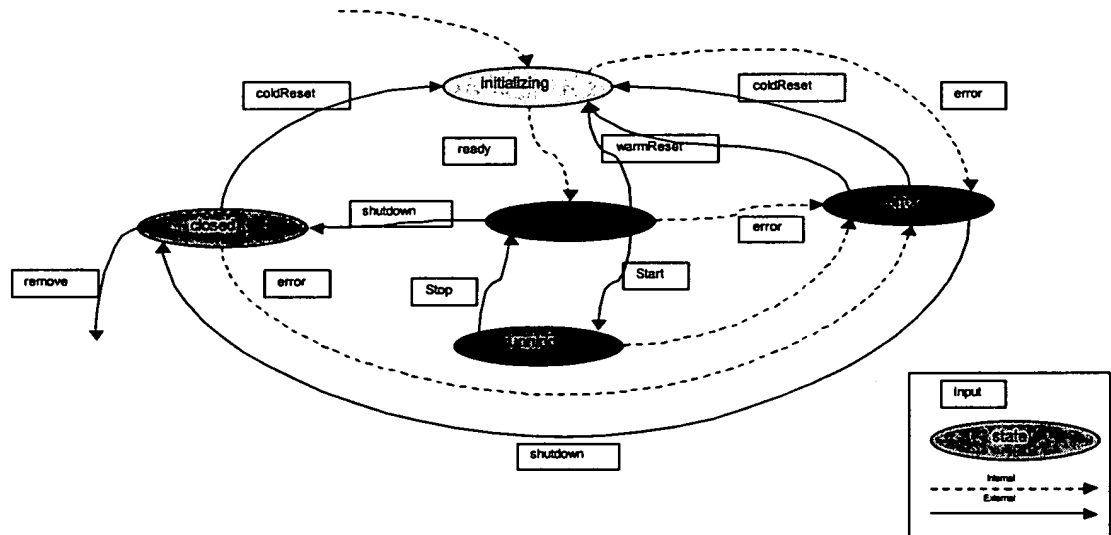 Initializing
coldReset
coldReset
error
ready
warmReset
shutdown
closed
error
remove
error
Stop
Start
shutdown
Input
state
Internal
External